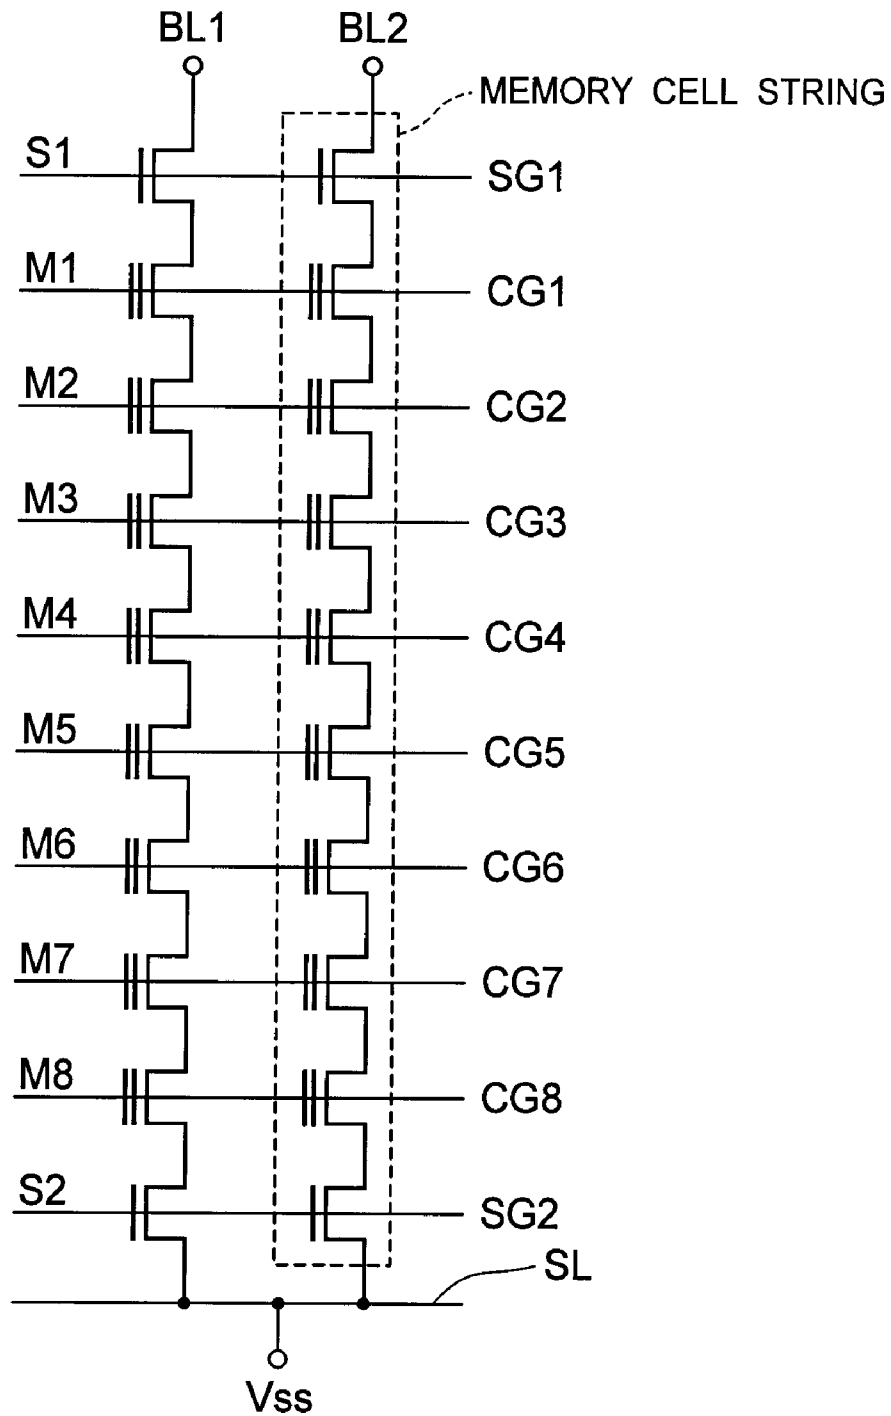 BL1 BL2
MEMORY CELL STRING
S1 SG1
M1 CG1
M2 CG2
M3 CG3
M4 CG4
M5 CG5
M6 CG6
M7 CG7
M8 CG8
S2 SG2
SL
Vss